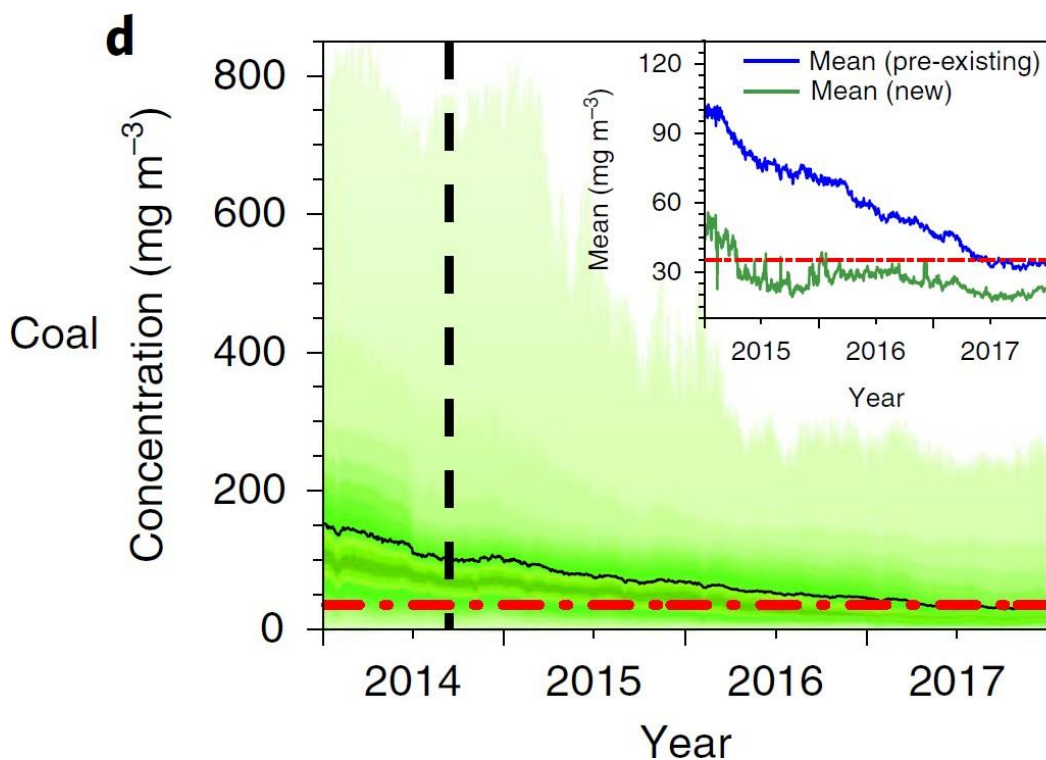 d
Coal
Concentration (mg m⁻³)
800
600
400
200
0
2014
2015
2016
2017
Year
Mean (mg m⁻³)
120
90
60
30
Mean (pre-existing)
Mean (new)
2015
2016
2017
Year